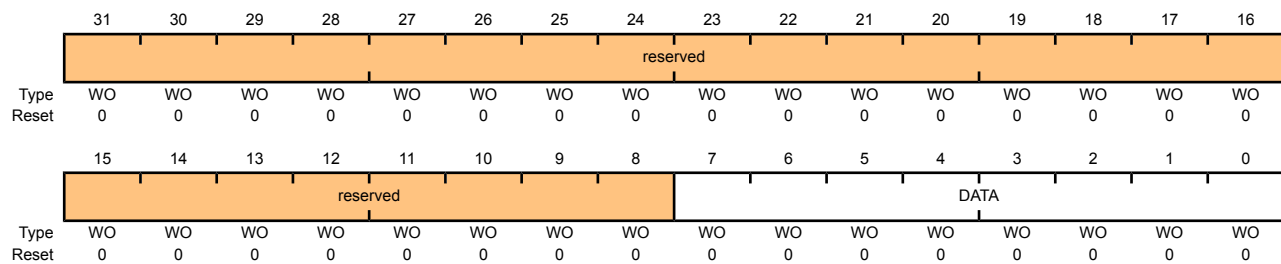 31 30 29 28 27 26 25 24 23 22 21 20 19 18 17 16
reserved
Type WO WO WO WO WO WO WO WO WO WO WO WO WO WO WO WO
Reset 0 0 0 0 0 0 0 0 0 0 0 0 0 0 0 0
15 14 13 12 11 10 9 8 7 6 5 4 3 2 1 0
reserved DATA
Type WO WO WO WO WO WO WO WO WO WO WO WO WO WO WO WO
Reset 0 0 0 0 0 0 0 0 0 0 0 0 0 0 0 0